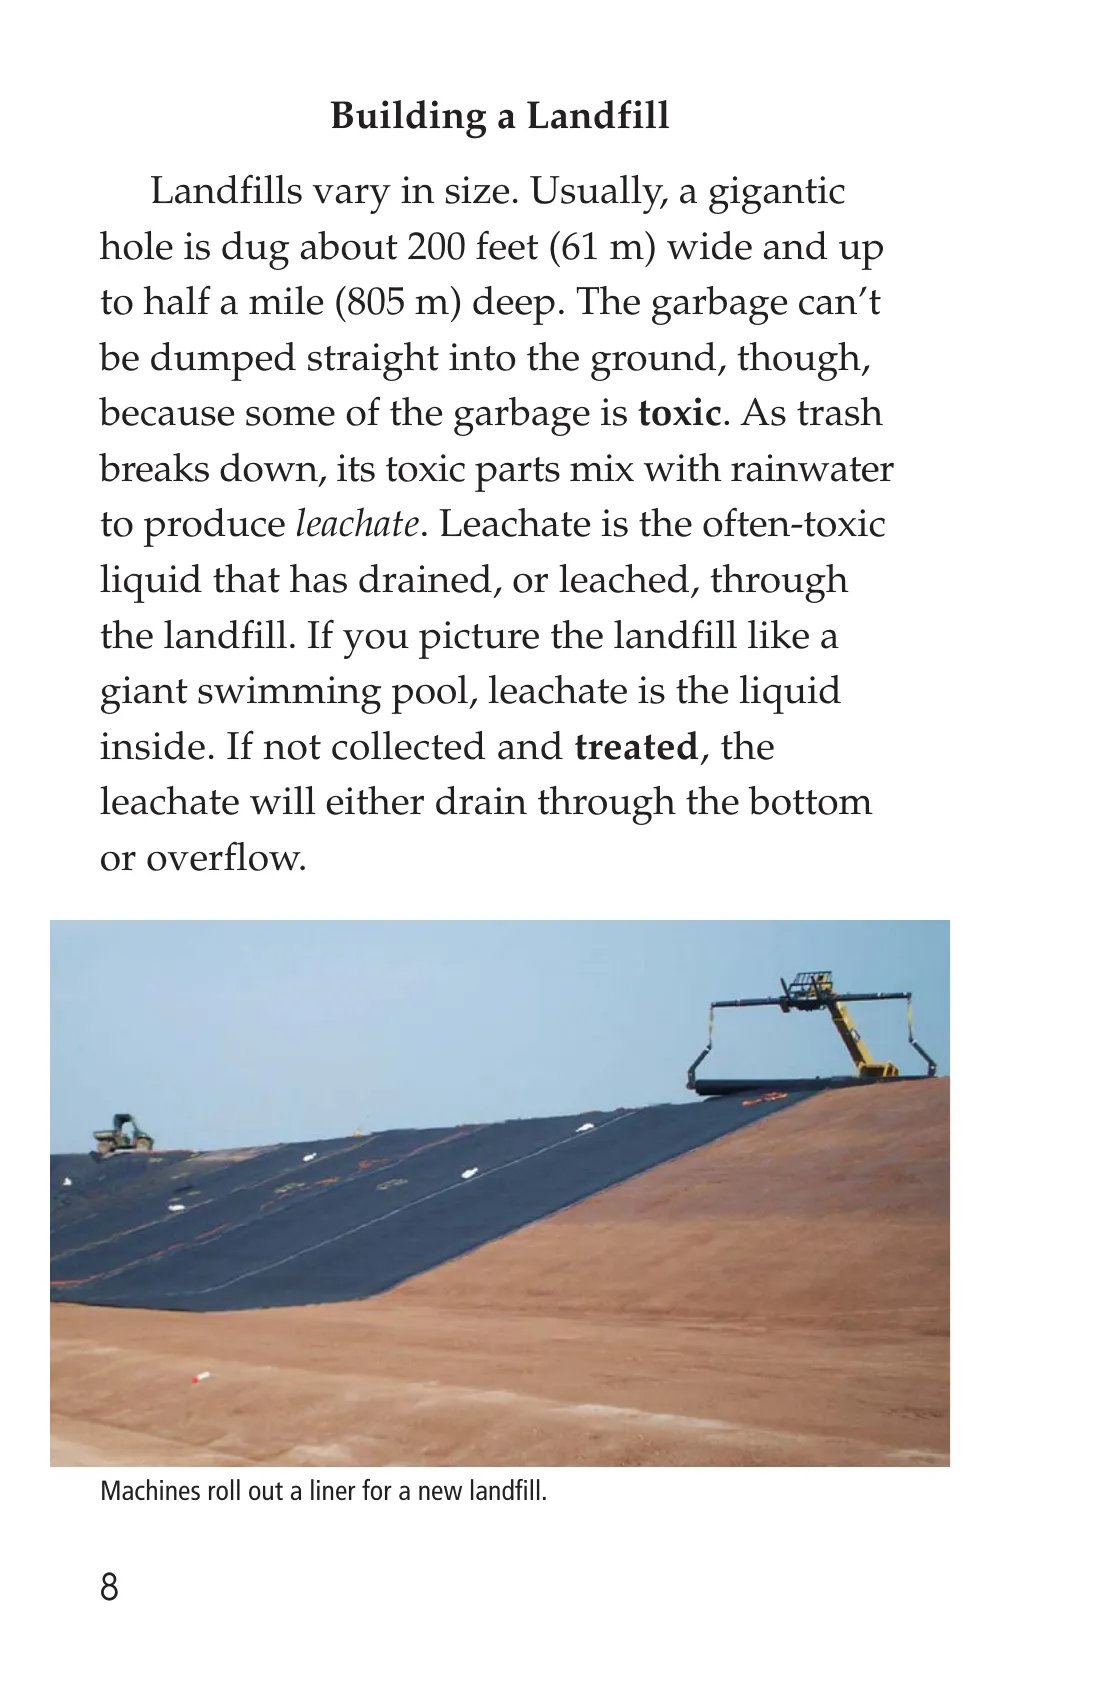 Building a Landfill
Landfills vary in size. Usually, a gigantic
hole is dug about 200 feet (61 m) wide and up
to half a mile (805 m) deep. The garbage can’t
be dumped straight into the ground, though,
because some of the garbage is toxic. As trash
breaks down, its toxic parts mix with rainwater
to produce leachate. Leachate is the often-toxic
liquid that has drained, or leached, through
the landfill. If you picture the landfill like a
giant swimming pool, leachate is the liquid
inside. If not collected and treated, the
leachate will either drain through the bottom
or overflow.
Machines roll out a liner for a new landfill.
8